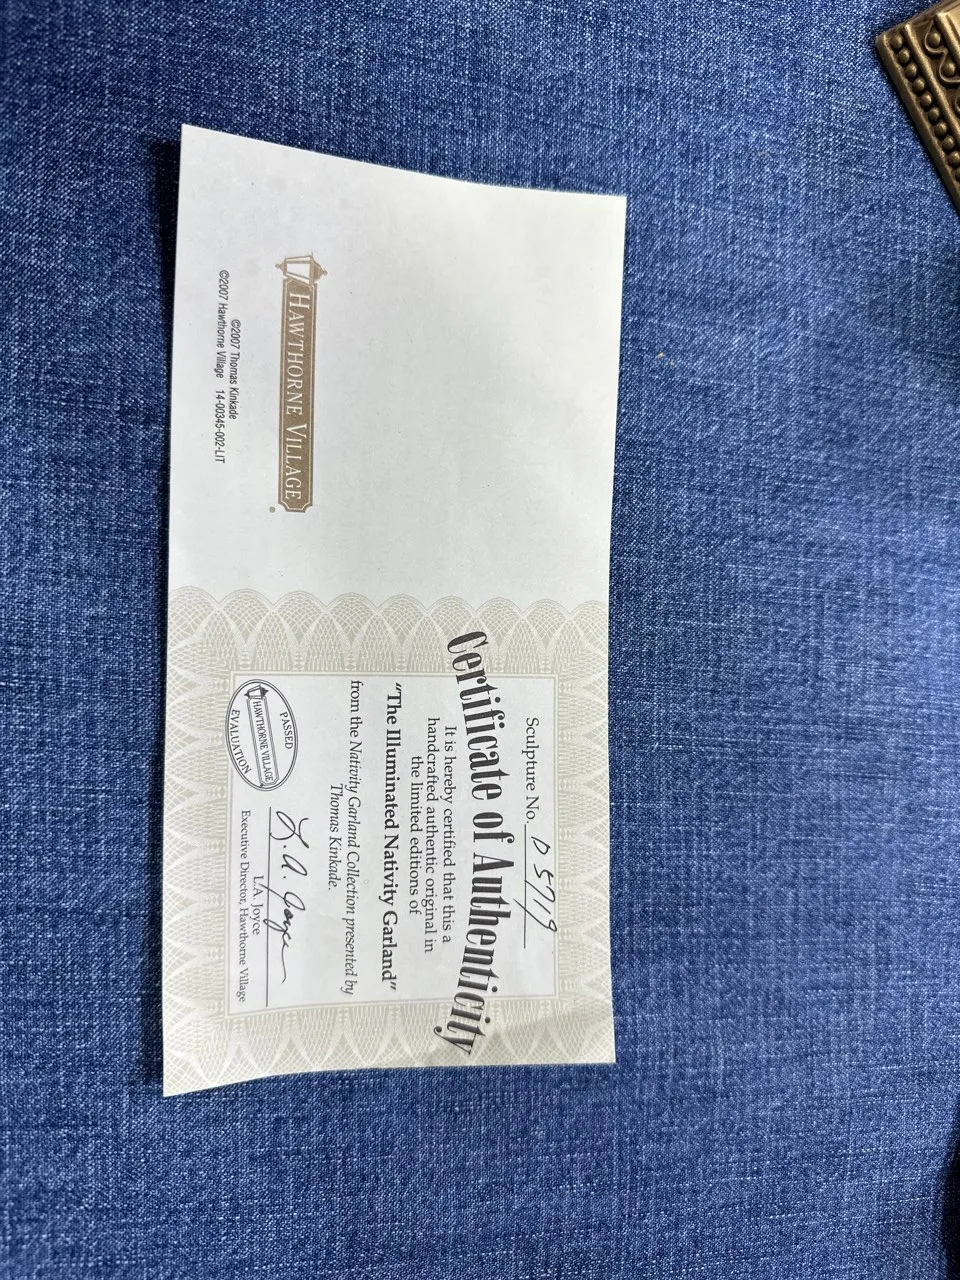 HAWTHORNE VILLAGE
©2007 Thomas Kinkade
©2007 Hawthorne Village 14-00345-002-LIT
Sculpture No. D5719
Certificate of Authenticity
It is hereby certified that this a
handcrafted authentic original in
the limited editions of
"The Illuminated Nativity Garland"
from the Nativity Garland Collection presented by
Thomas Kinkade.
PASSED
HAWTHORNE VILLAGE
EVALUATION
L.A. Joyce
L.A. Joyce
Executive Director, Hawthorne Village